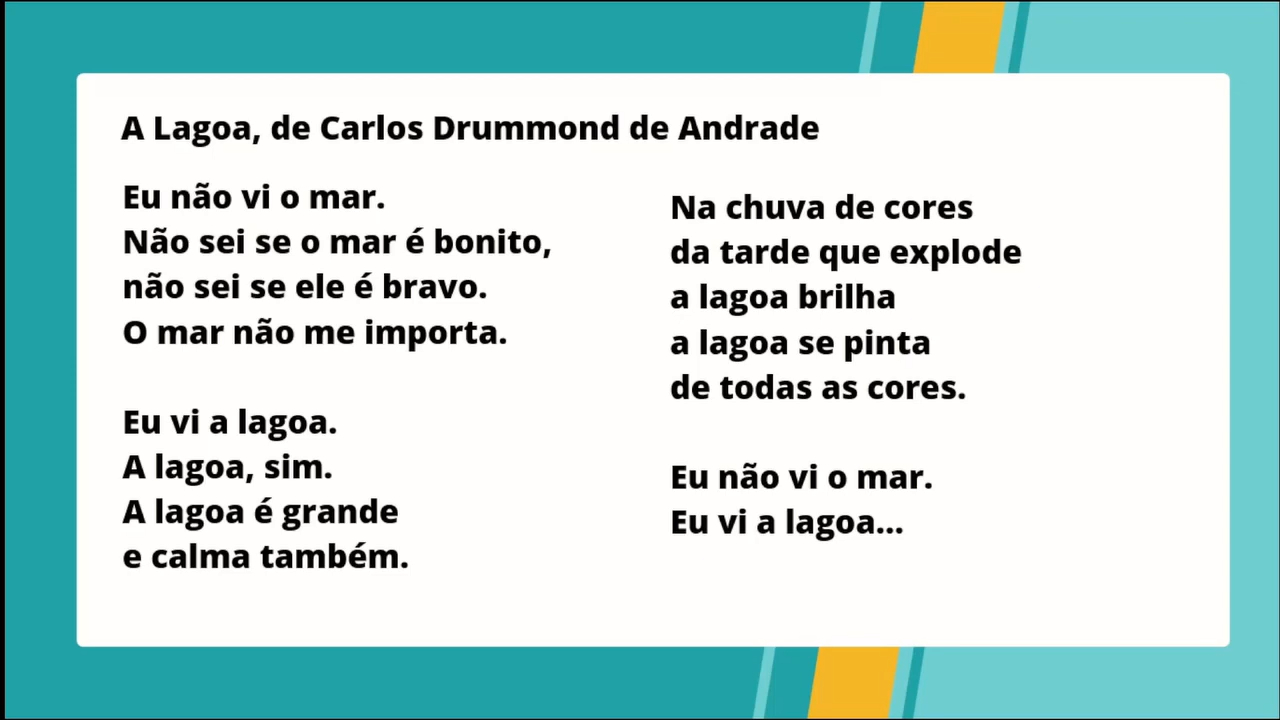 A Lagoa, de Carlos Drummond de Andrade
Eu não vi o mar.
Não sei se o mar é bonito,
não sei se ele é bravo.
O mar não me importa.
Eu vi a lagoa.
A lagoa, sim.
A lagoa é grande
e calma também.
Na chuva de cores
da tarde que explode
a lagoa brilha
a lagoa se pinta
de todas as cores.
Eu não vi o mar.
Eu vi a lagoa...